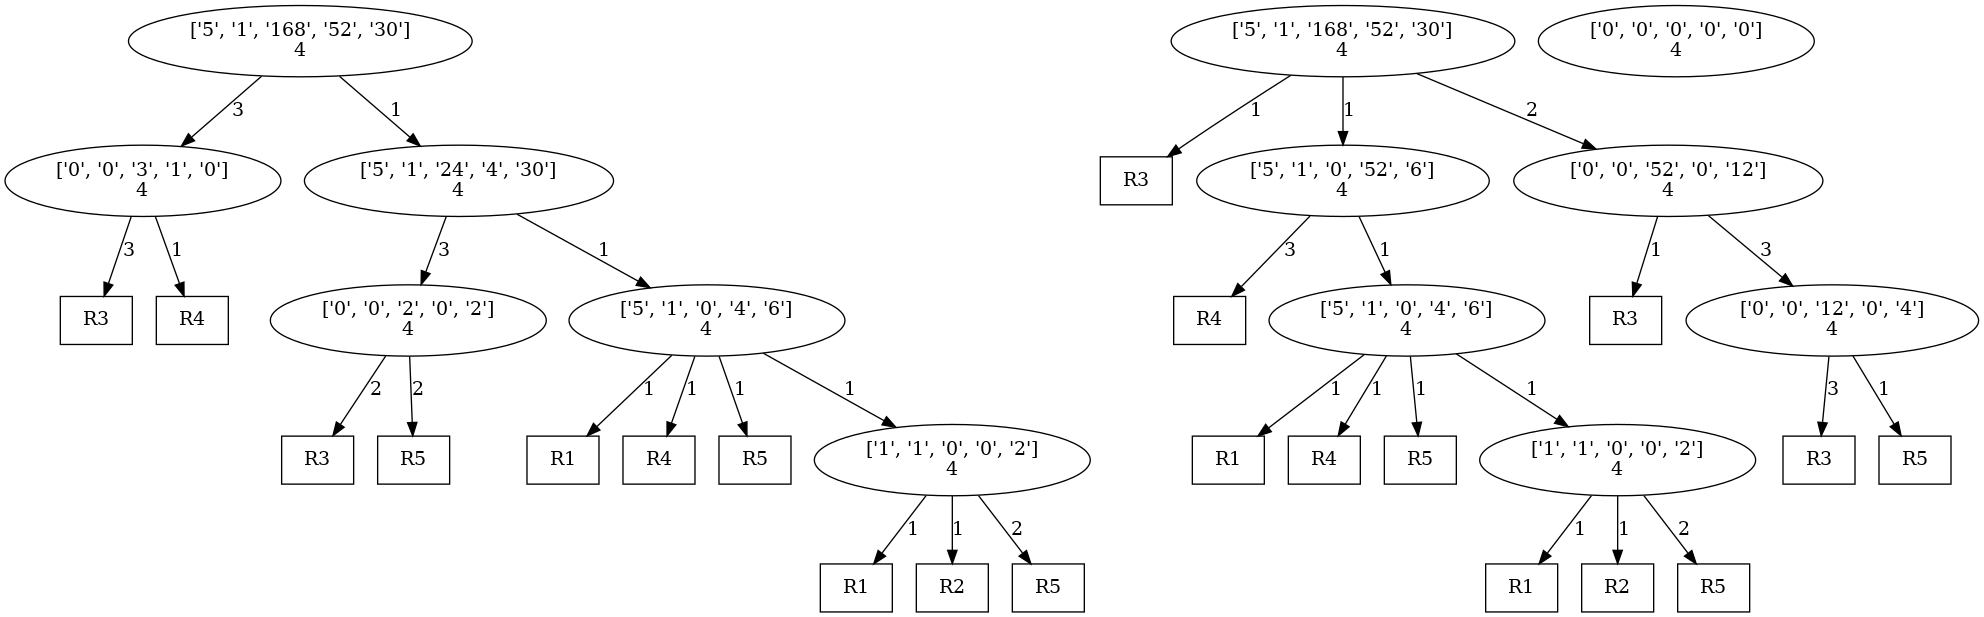 ['5', '1', '168', '52', '30']
4
['5', '1', '168', '52', '30']
4
['0', '0', '0', '0', '0']
4
3
1
1
1
2
['0', '0', '3', '1', '0']
4
['5', '1', '24', '4', '30']
4
R3
['5', '1', '0', '52', '6']
4
['0', '0', '52', '0', '12']
4
3
1
3
1
3
1
1
3
R3
R4
['0', '0', '2', '0', '2']
4
['5', '1', '0', '4', '6']
4
R4
['5', '1', '0', '4', '6']
4
R3
['0', '0', '12', '0', '4']
4
2
2
1
1
1
1
1
1
1
1
3
1
R3
R5
R1
R4
R5
['1', '1', '0', '0', '2']
4
R1
R4
R5
['1', '1', '0', '0', '2']
4
R3
R5
1
1
2
1
1
2
R1
R2
R5
R1
R2
R5